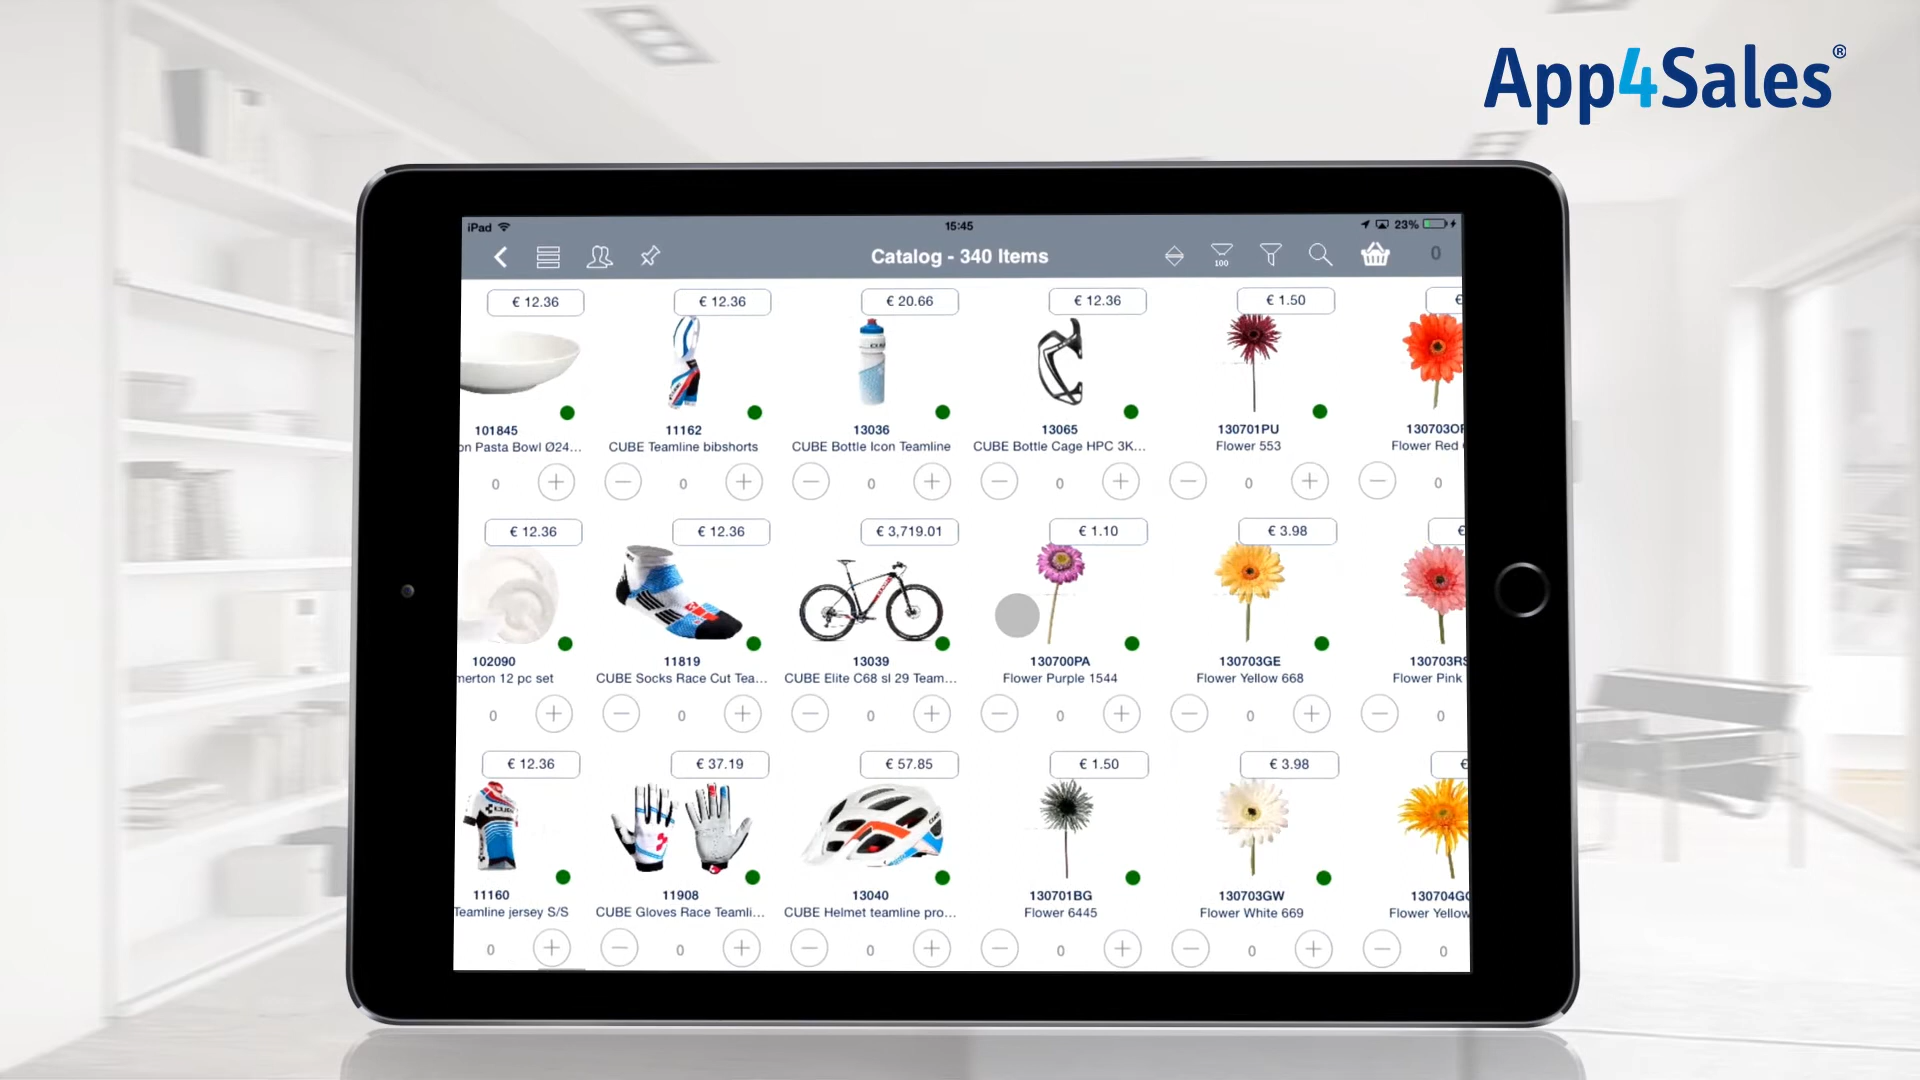 App4Sales®
iPad
15:45
23%
Catalog - 340 Items
100
0
€ 12.36
€ 12.36
€ 20.66
€ 12.36
€ 1.50
€
101845
11162
13036
13065
130701PU
on Pasta Bowl Ø24...
CUBE Teamline bibshorts
CUBE Bottle Icon Teamline
CUBE Bottle Cage HPC 3K...
Flower 553
Flower Red
0
0
0
0
0
0
€ 12.36
€ 12.36
€ 3,719.01
€ 1.10
€ 3.98
€
102090
11819
13039
130700PA
130703GE
130703RS
merton 12 pc set
CUBE Socks Race Cut Tea...
CUBE Elite C68 sl 29 Team...
Flower Purple 1544
Flower Yellow 668
Flower Pink
0
0
0
0
0
0
€ 12.36
€ 37.19
€ 57.85
€ 1.50
€ 3.98
€
11160
11908
13040
130701BG
130703GW
Teamline jersey S/S
CUBE Gloves Race Teamli...
CUBE Helmet teamline pro...
Flower 6445
Flower White 669
Flower Yellow
0
0
0
0
0
0